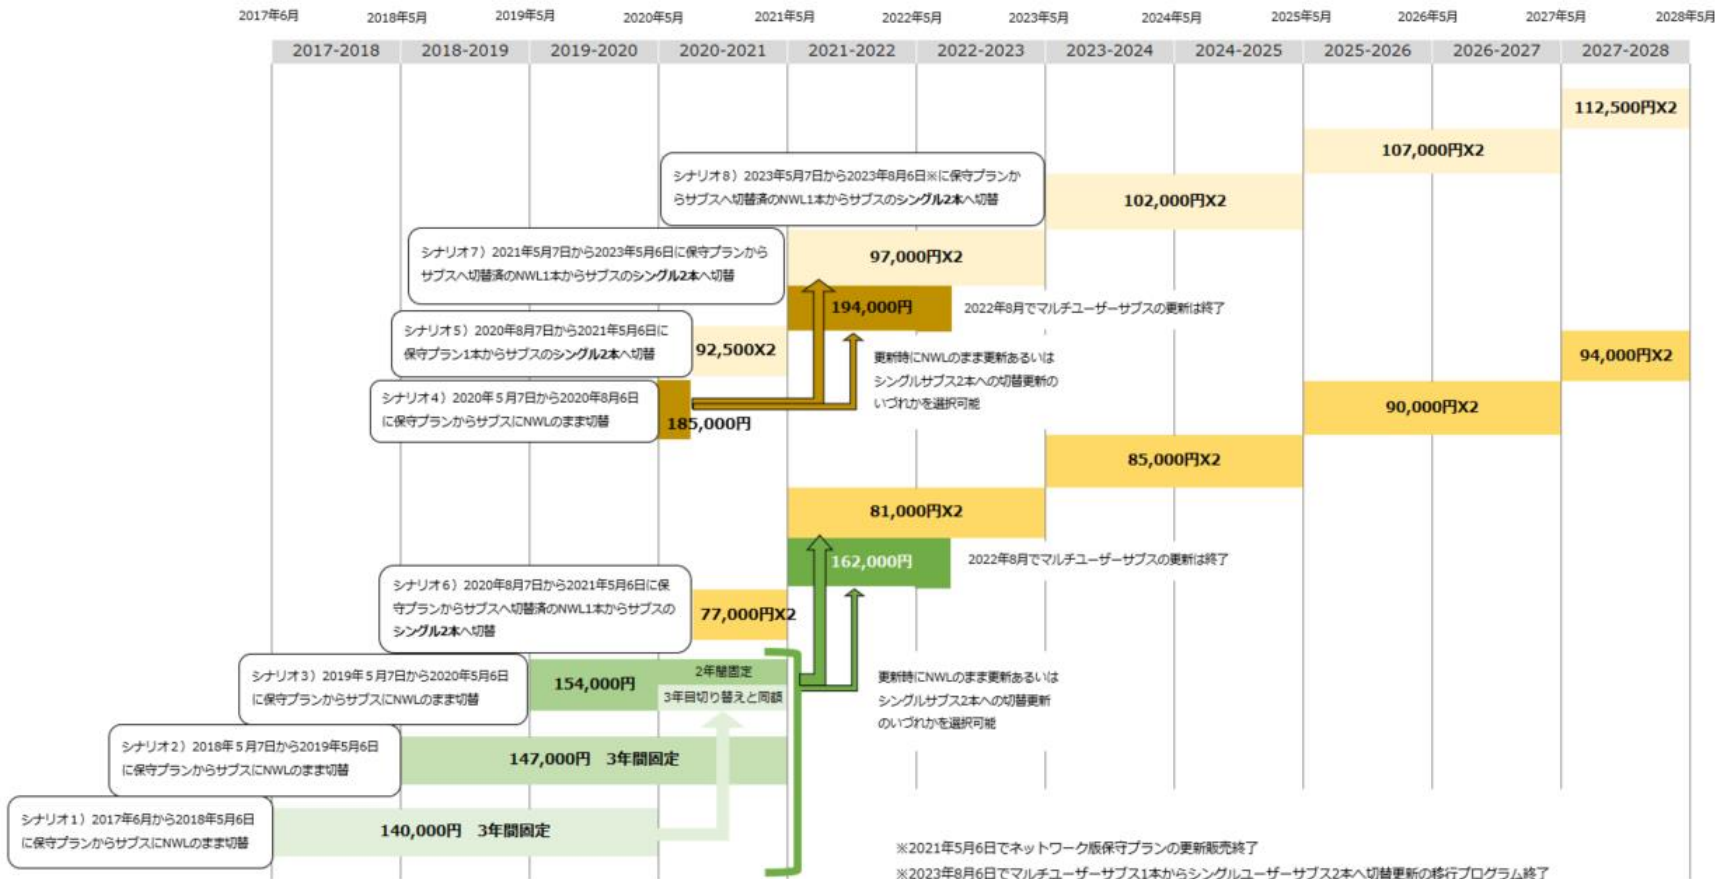 2017年6月
2018年5月
2019年5月
2020年5月
2021年5月
2022年5月
2023年5月
2024年5月
2025年5月
2026年5月
2027年5月
2028年5月
2017-2018
2018-2019
2019-2020
2020-2021
2021-2022
2022-2023
2023-2024
2024-2025
2025-2026
2026-2027
2027-2028
112,500円X2
107,000円X2
シナリオ8）2023年5月7日から2023年8月6日※に保守プランか
らサブスへ切替済のNWL1本からサブスのシングル2本へ切替
102,000円X2
シナリオ7）2021年5月7日から2023年5月6日に保守プランから
サブスへ切替済のNWL1本からサブスのシングル2本へ切替
97,000円X2
194,000円
2022年8月でマルチユーザーサブスの更新は終了
シナリオ5）2020年8月7日から2021年5月6日に
保守プラン1本からサブスのシングル2本へ切替
92,500X2
更新時にNWLのまま更新あるいは
シングルサブス2本への切替更新の
いづれかを選択可能
94,000円X2
シナリオ4）2020年5月7日から2020年8月6日
に保守プランからサブスにNWLのまま切替
185,000円
90,000円X2
85,000円X2
81,000円X2
162,000円
2022年8月でマルチユーザーサブスの更新は終了
シナリオ6）2020年8月7日から2021年5月6日に保
守プランからサブスへ切替済のNWL1本からサブスの
シングル2本へ切替
77,000円X2
シナリオ3）2019年5月7日から2020年5月6日
に保守プランからサブスにNWLのまま切替
154,000円
2年間固定
3年目切り替えと同額
更新時にNWLのまま更新あるいは
シングルサブス2本への切替更新
のいづれかを選択可能
シナリオ2）2018年5月7日から2019年5月6日
に保守プランからサブスにNWLのまま切替
147,000円 3年間固定
シナリオ1）2017年6月から2018年5月6日
に保守プランからサブスにNWLのまま切替
140,000円 3年間固定
※2021年5月6日でネットワーク版保守プランの更新販売終了
※2023年8月6日でマルチユーザーサブス1本からシングルユーザーサブス2本へ切替更新の移行プログラム終了